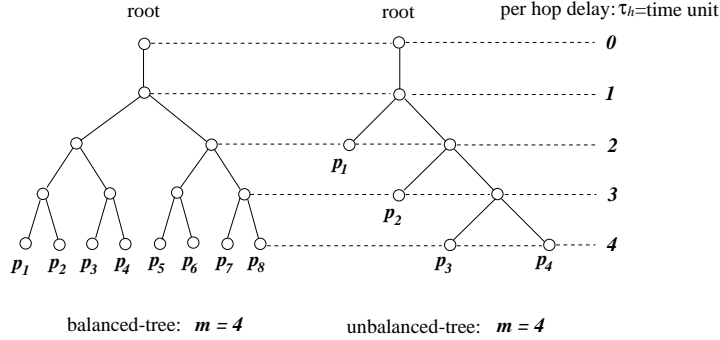 root root per hop delay: τh=time unit
0
1
2
p1
3
p2
4
p1 p2 p3 p4 p5 p6 p7 p8 p3 p4
balanced-tree: m = 4 unbalanced-tree: m = 4